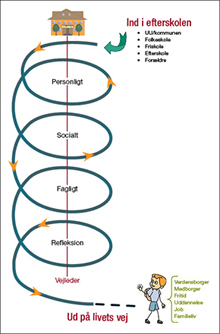 Ind i efterskolen
UU/kommunen
Folkeskole
Friskole
Efterskole
Forældre
Personligt
Socialt
Fagligt
Refleksion
Vejleder
Verdensborger
Medborger
Fritid
Uddannelse
Job
Familieliv
Ud på livets vej